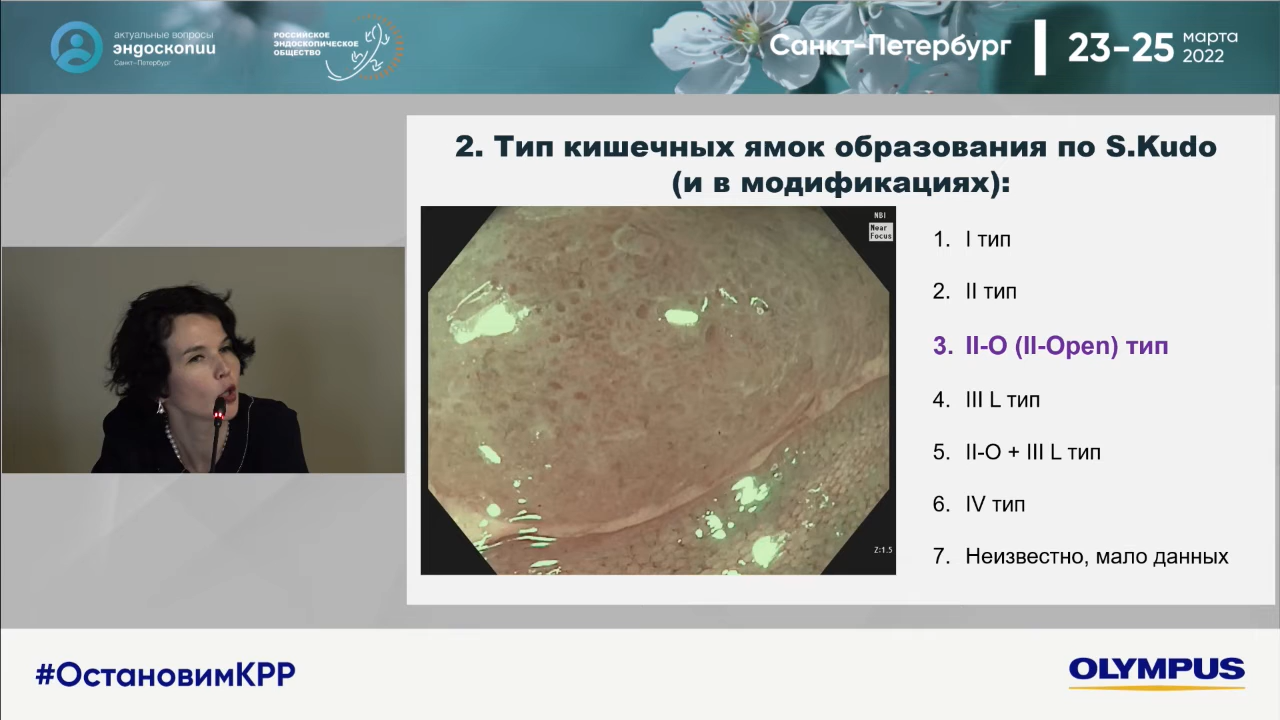 актуальные вопросы
эндоскопии
Санкт-Петербург
РОССИЙСКОЕ
ЭНДОСКОПИЧЕСКОЕ
ОБЩЕСТВО
Санкт-Петербург
23-25 марта
2022
2. Тип кишечных ямок образования по S.Kudo
(и в модификациях):
NBI
Near
Focus
Z:1.5
1. I тип
2. II тип
3. II-O (II-Open) тип
4. III L тип
5. II-O + III L тип
6. IV тип
7. Неизвестно, мало данных
#ОстановимКРР
OLYMPUS